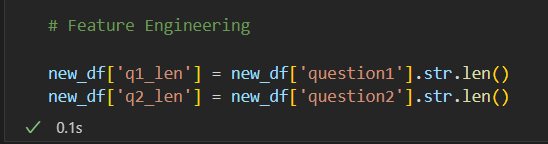 # Feature Engineering
new_df['q1_len'] = new_df['question1'].str.len()
new_df['q2_len'] = new_df['question2'].str.len()
✓ 0.1s